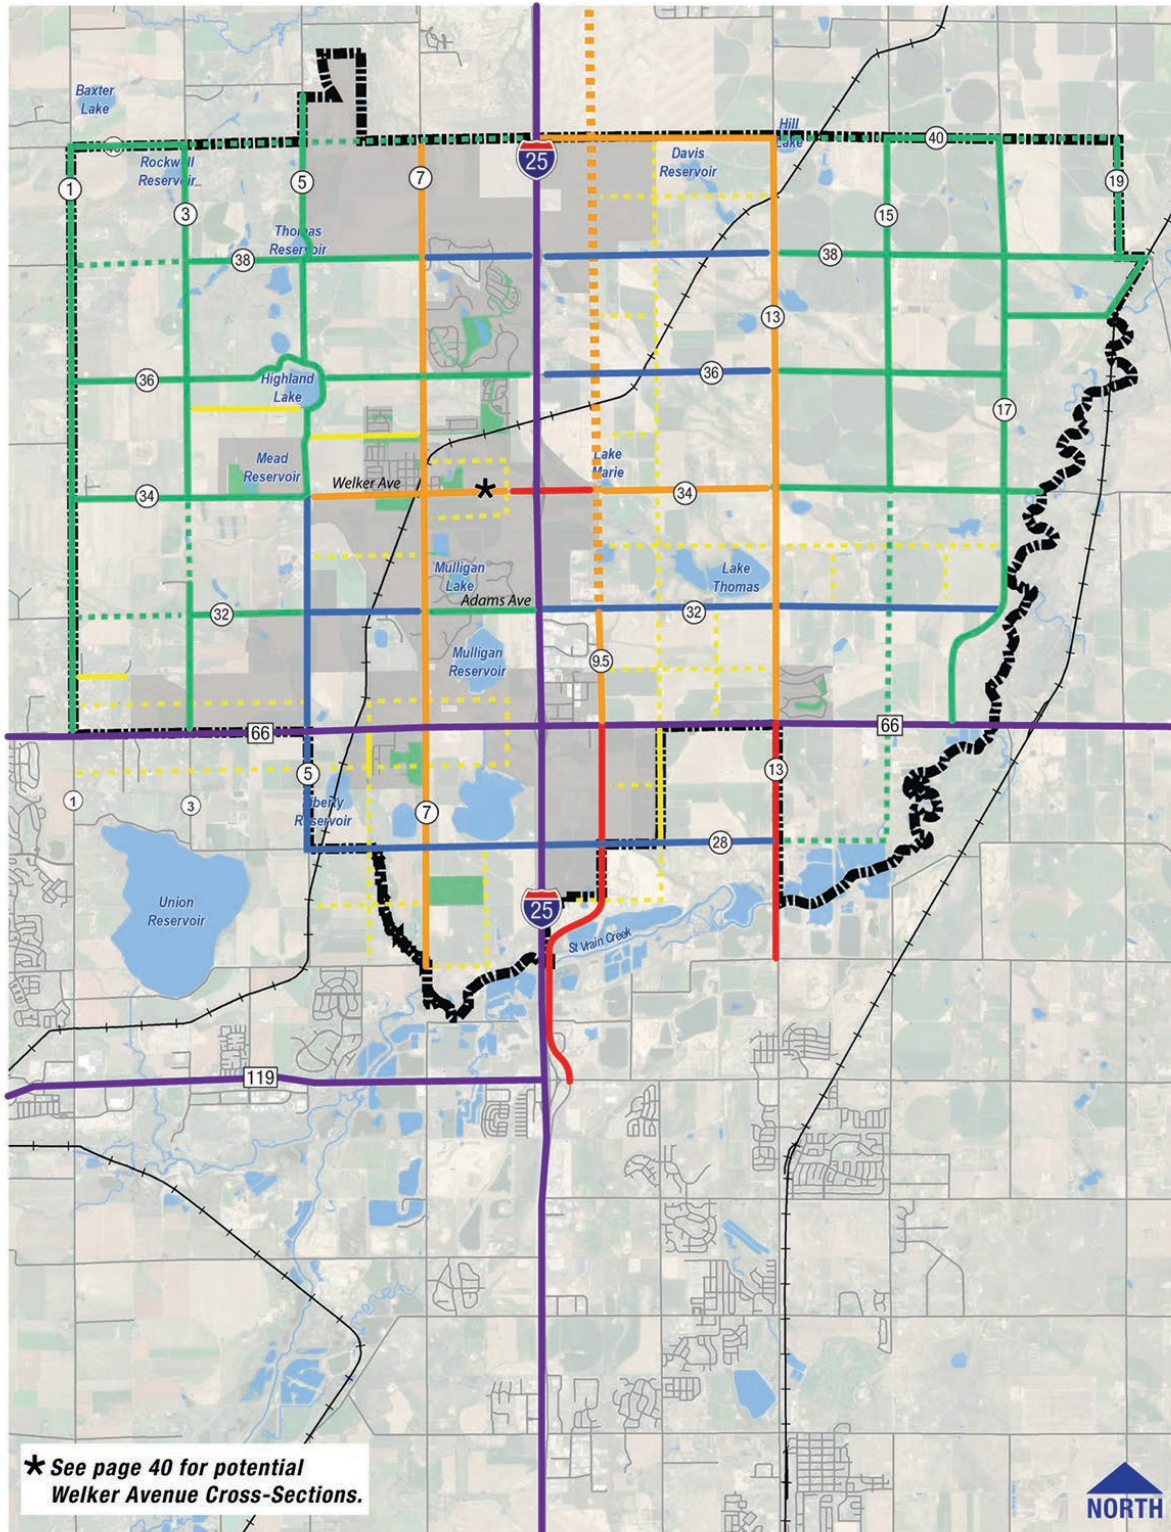 Baxter
Lake
Hill
Lake
40
40
Rockwell
Reservoir
25
Davis
Reservoir
1
5
7
19
3
15
Thomas
Reservoir
38
38
13
36
36
Highland
Lake
17
Mead
Reservoir
Lake
Marie
Welker Ave
*
34
34
Mulligan
Lake
Lake
Thomas
Adams Ave
32
32
Mulligan
Reservoir
9.5
66
66
5
13
1
3
Liberty
Reservoir
7
28
Union
Reservoir
25
St Vrain Creek
119
* See page 40 for potential
Welker Avenue Cross-Sections.
NORTH